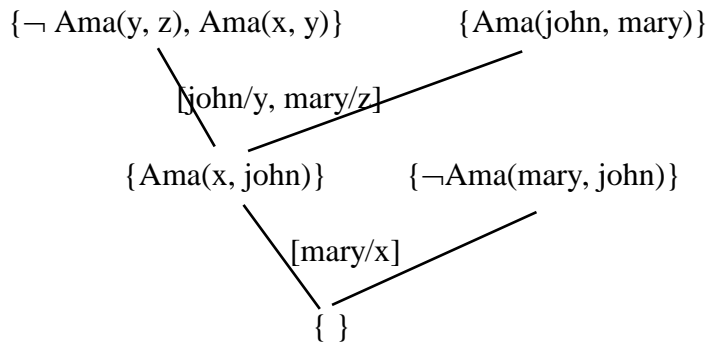 {¬ Ama(y, z), Ama(x, y)} {Ama(john, mary)}
[john/y, mary/z]
{Ama(x, john)} {¬Ama(mary, john)}
[mary/x]
{ }